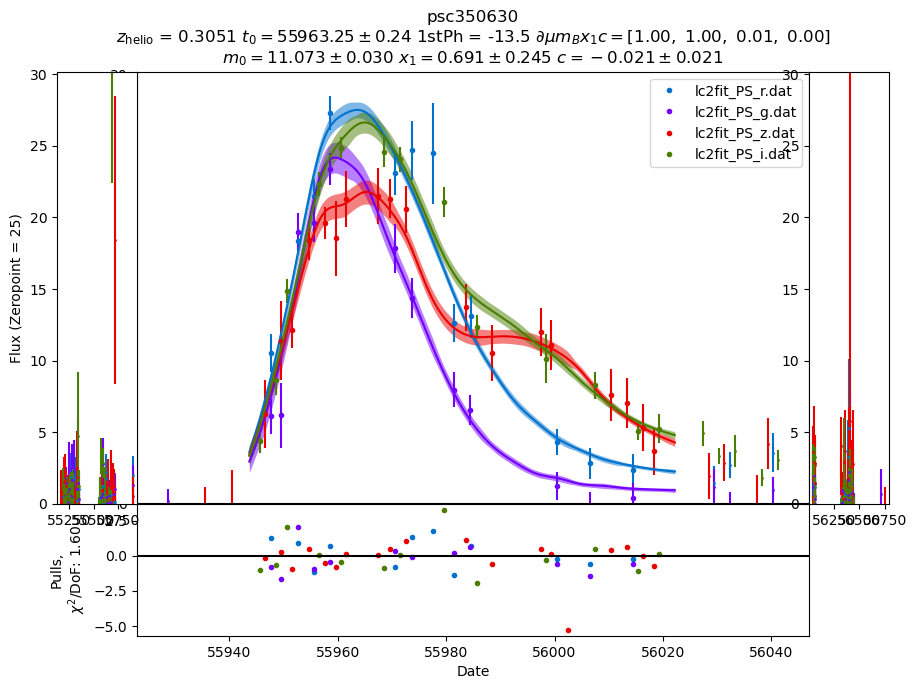 psc350630
z_helio = 0.3051 t_0 = 55963.25 ± 0.24 1stPh = -13.5 ∂μm_Bx_1c = [1.00, 1.00, 0.01, 0.00]
m_0 = 11.073 ± 0.030 x_1 = 0.691 ± 0.245 c = −0.021 ± 0.021
lc2fit_PS_r.dat
lc2fit_PS_g.dat
lc2fit_PS_z.dat
lc2fit_PS_i.dat
Flux (Zeropoint = 25)
30
25
20
15
10
5
0
30
25
20
15
10
5
0
Pulls,
χ²/DoF: 1.60
0.0
−2.5
−5.0
55940
55960
55980
56000
56020
56040
Date